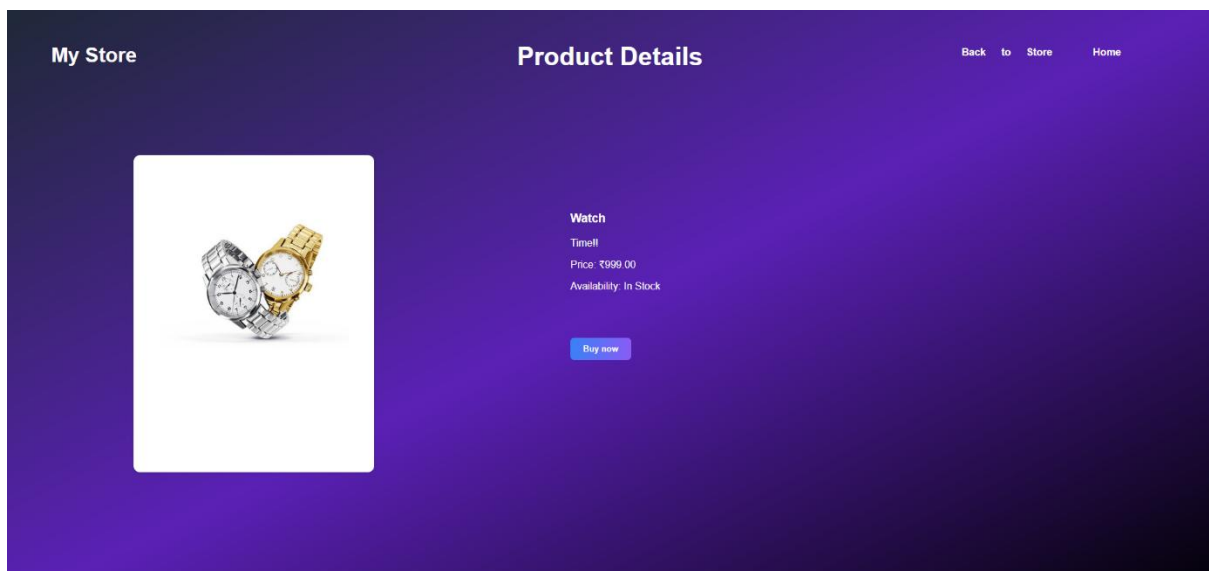 My Store
Product Details
Back to Store
Home
Watch
Time!!
Price: ₹999.00
Availability: In Stock
Buy now